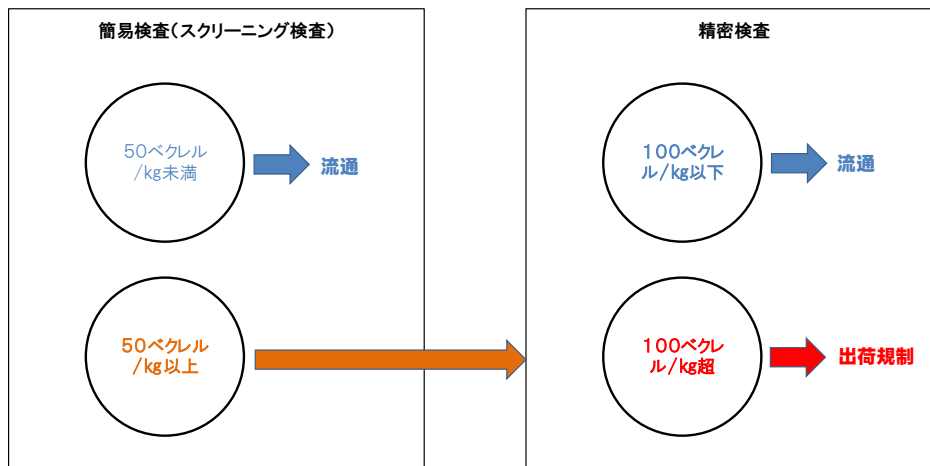 簡易検査(スクリーニング検査)
50ベクレル
/kg未満
流通
50ベクレル
/kg以上
精密検査
100ベクレ
ル/kg以下
流通
100ベクレ
ル/kg超
出荷規制